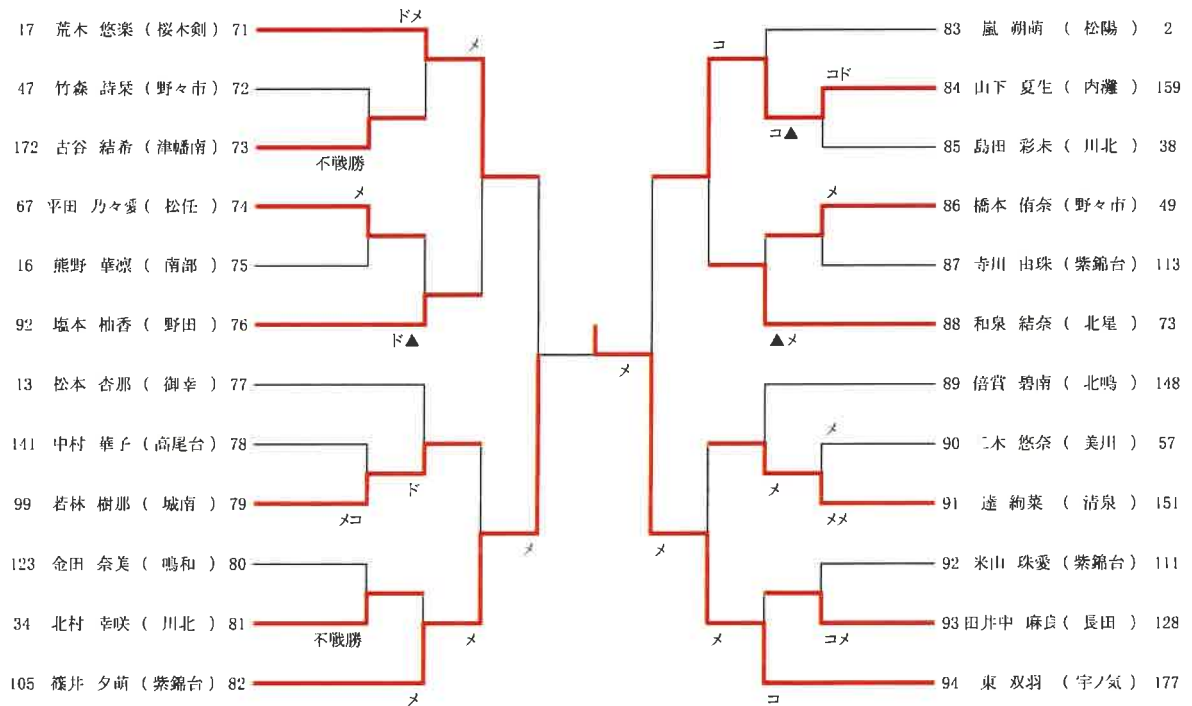 17 荒木 悠楽 ( 桜木剣 ) 71
ドメ
メ
47 竹森 詩栞 ( 野々市 ) 72
172 古谷 結希 ( 津幡南 ) 73
不戦勝
67 平田 乃々愛 ( 松任 ) 74
メ
16 熊野 華凛 ( 南部 ) 75
92 塩本 柚香 ( 野田 ) 76
ド▲
13 松本 杏那 ( 御幸 ) 77
141 中村 華子 ( 高尾台 ) 78
99 若林 樹那 ( 城南 ) 79
ド
メコ
メ
123 金田 奈美 ( 鳴和 ) 80
34 北村 幸咲 ( 川北 ) 81
不戦勝
メ
105 篠井 夕萌 ( 紫錦台 ) 82
メ
メ
83 嵐 朔萌 ( 松陽 ) 2
コ
コド
84 山下 夏生 ( 内灘 ) 159
コ▲
85 島田 彩未 ( 川北 ) 38
メ
86 橋本 侑奈 ( 野々市 ) 49
87 寺川 由珠 ( 紫錦台 ) 113
88 和泉 結奈 ( 北星 ) 73
▲メ
89 倍賞 碧南 ( 北鳴 ) 148
メ
90 二木 悠奈 ( 美川 ) 57
メ
91 遠 絢菜 ( 清泉 ) 151
メメ
メ
92 米山 珠愛 ( 紫錦台 ) 111
93 田井中 麻良 ( 長田 ) 128
メ
コメ
94 東 双羽 ( 宇ノ気 ) 177
コ